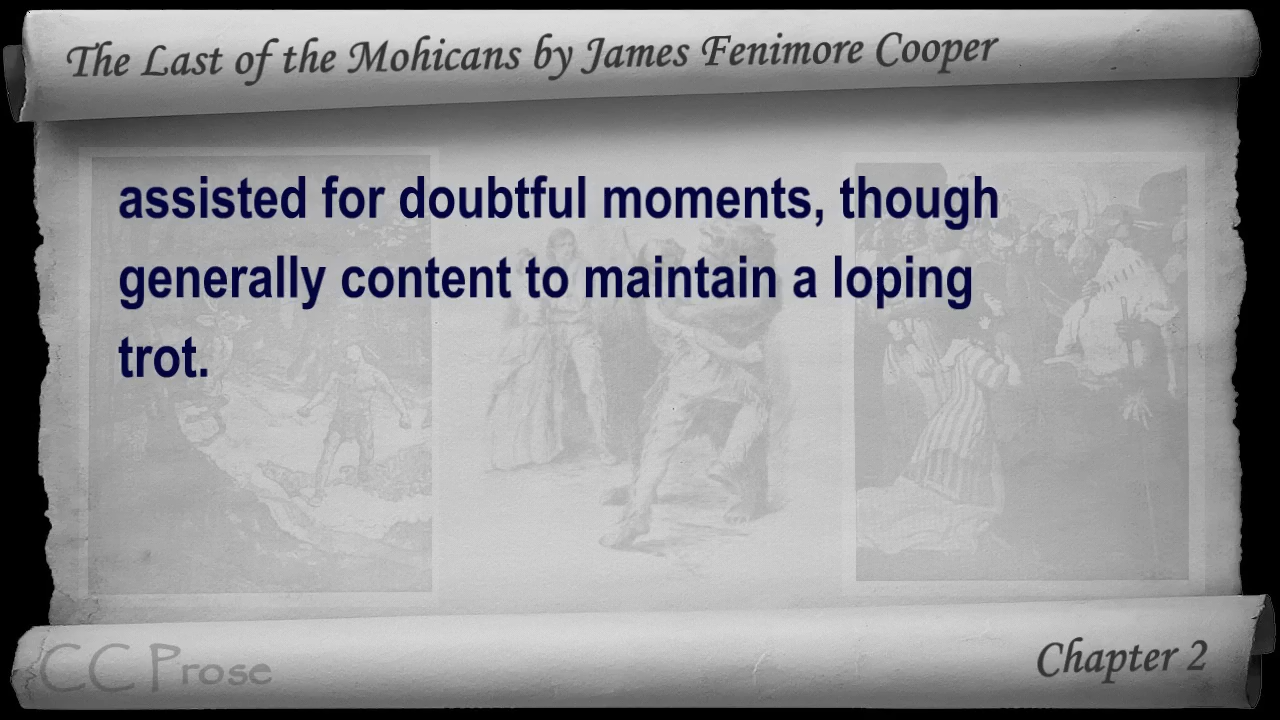 The Last of the Mohicans by James Fenimore Cooper
assisted for doubtful moments, though
generally content to maintain a loping
trot.
CC Prose
Chapter 2